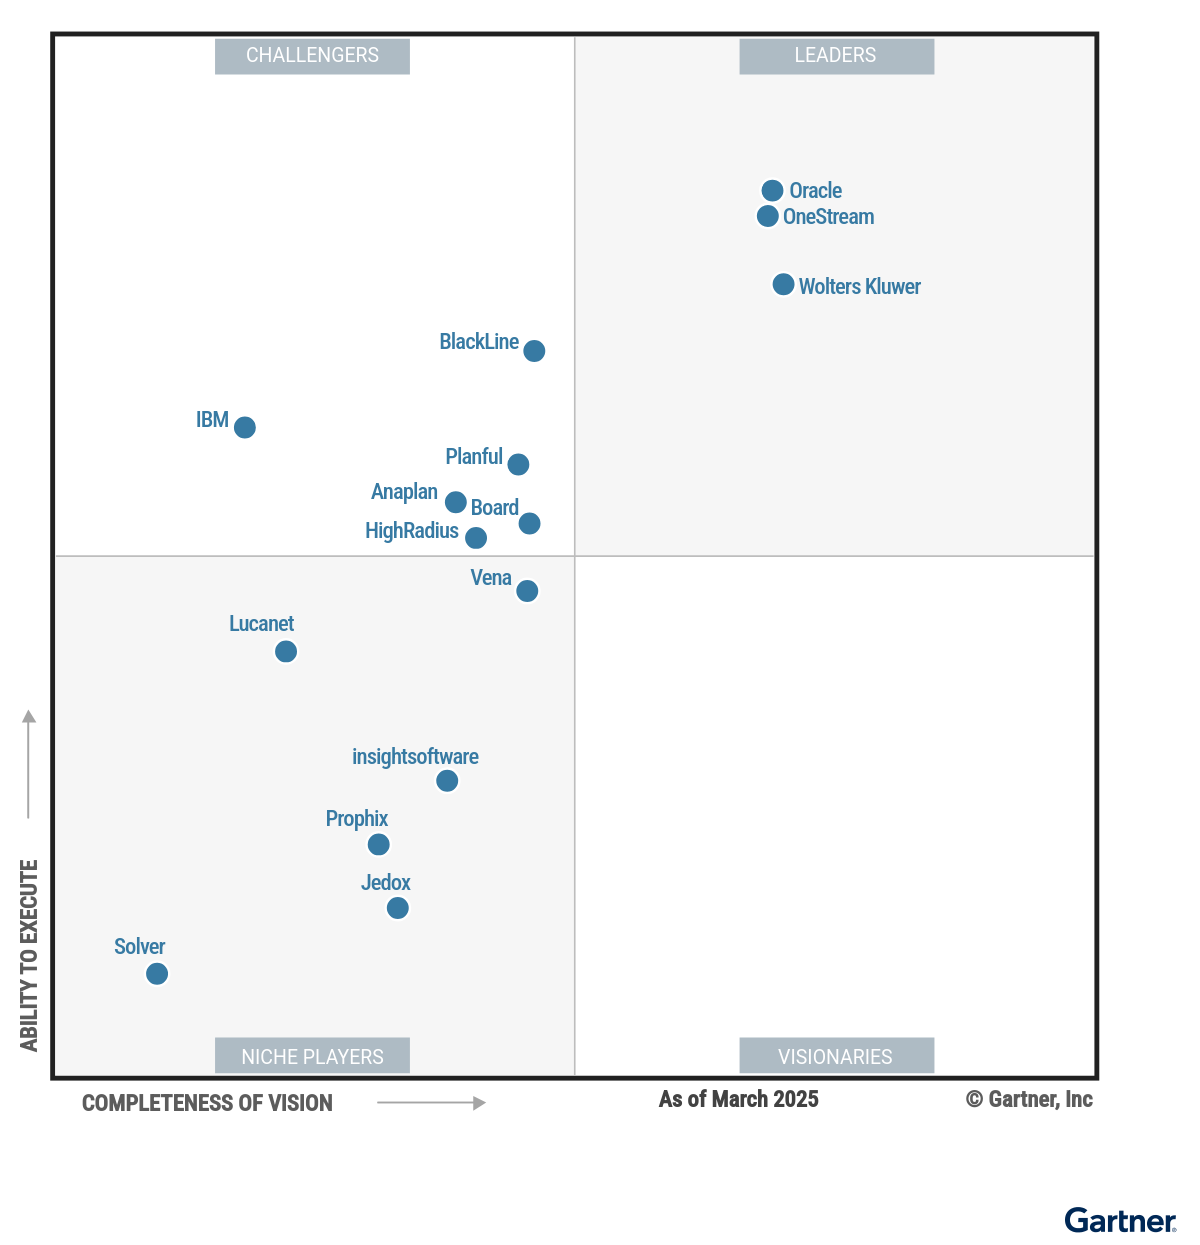 CHALLENGERS
LEADERS
Oracle
OneStream
Wolters Kluwer
BlackLine
IBM
Planful
Anaplan
Board
HighRadius
Vena
Lucanet
insightsoftware
Prophix
Jedox
Solver
NICHE PLAYERS
VISIONARIES
ABILITY TO EXECUTE
COMPLETENESS OF VISION
As of March 2025
© Gartner, Inc
Gartner®